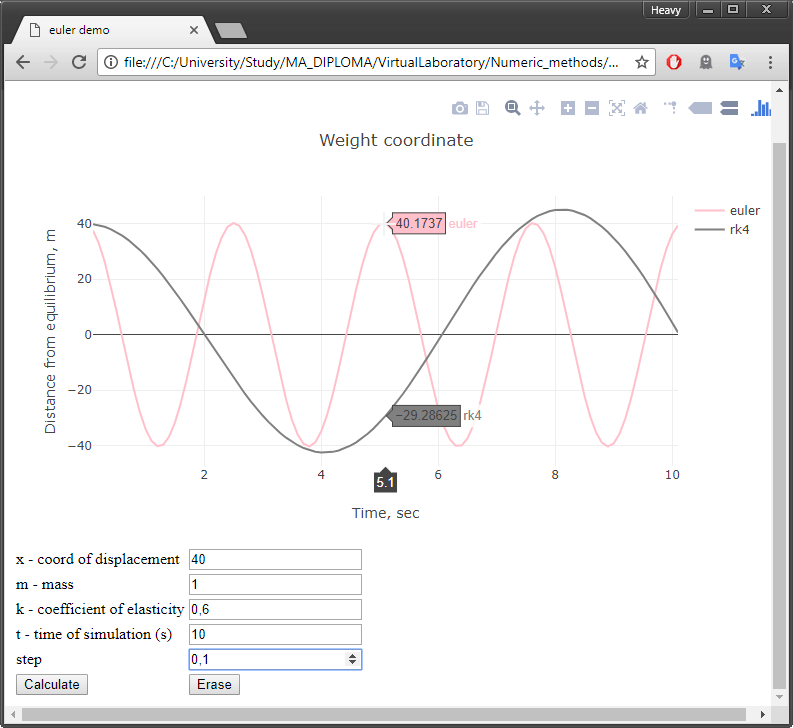 Heavy
euler demo
file:///C:/University/Study/MA_DIPLOMA/VirtualLaboratory/Numeric_methods/...
Weight coordinate
euler
rk4
40.1737 euler
−29.28625 rk4
Distance from equilibrium, m
40
20
0
−20
−40
2 4 6 8 10
5.1
Time, sec
x - coord of displacement 40
m - mass 1
k - coefficient of elasticity 0,6
t - time of simulation (s) 10
step 0,1
Calculate Erase